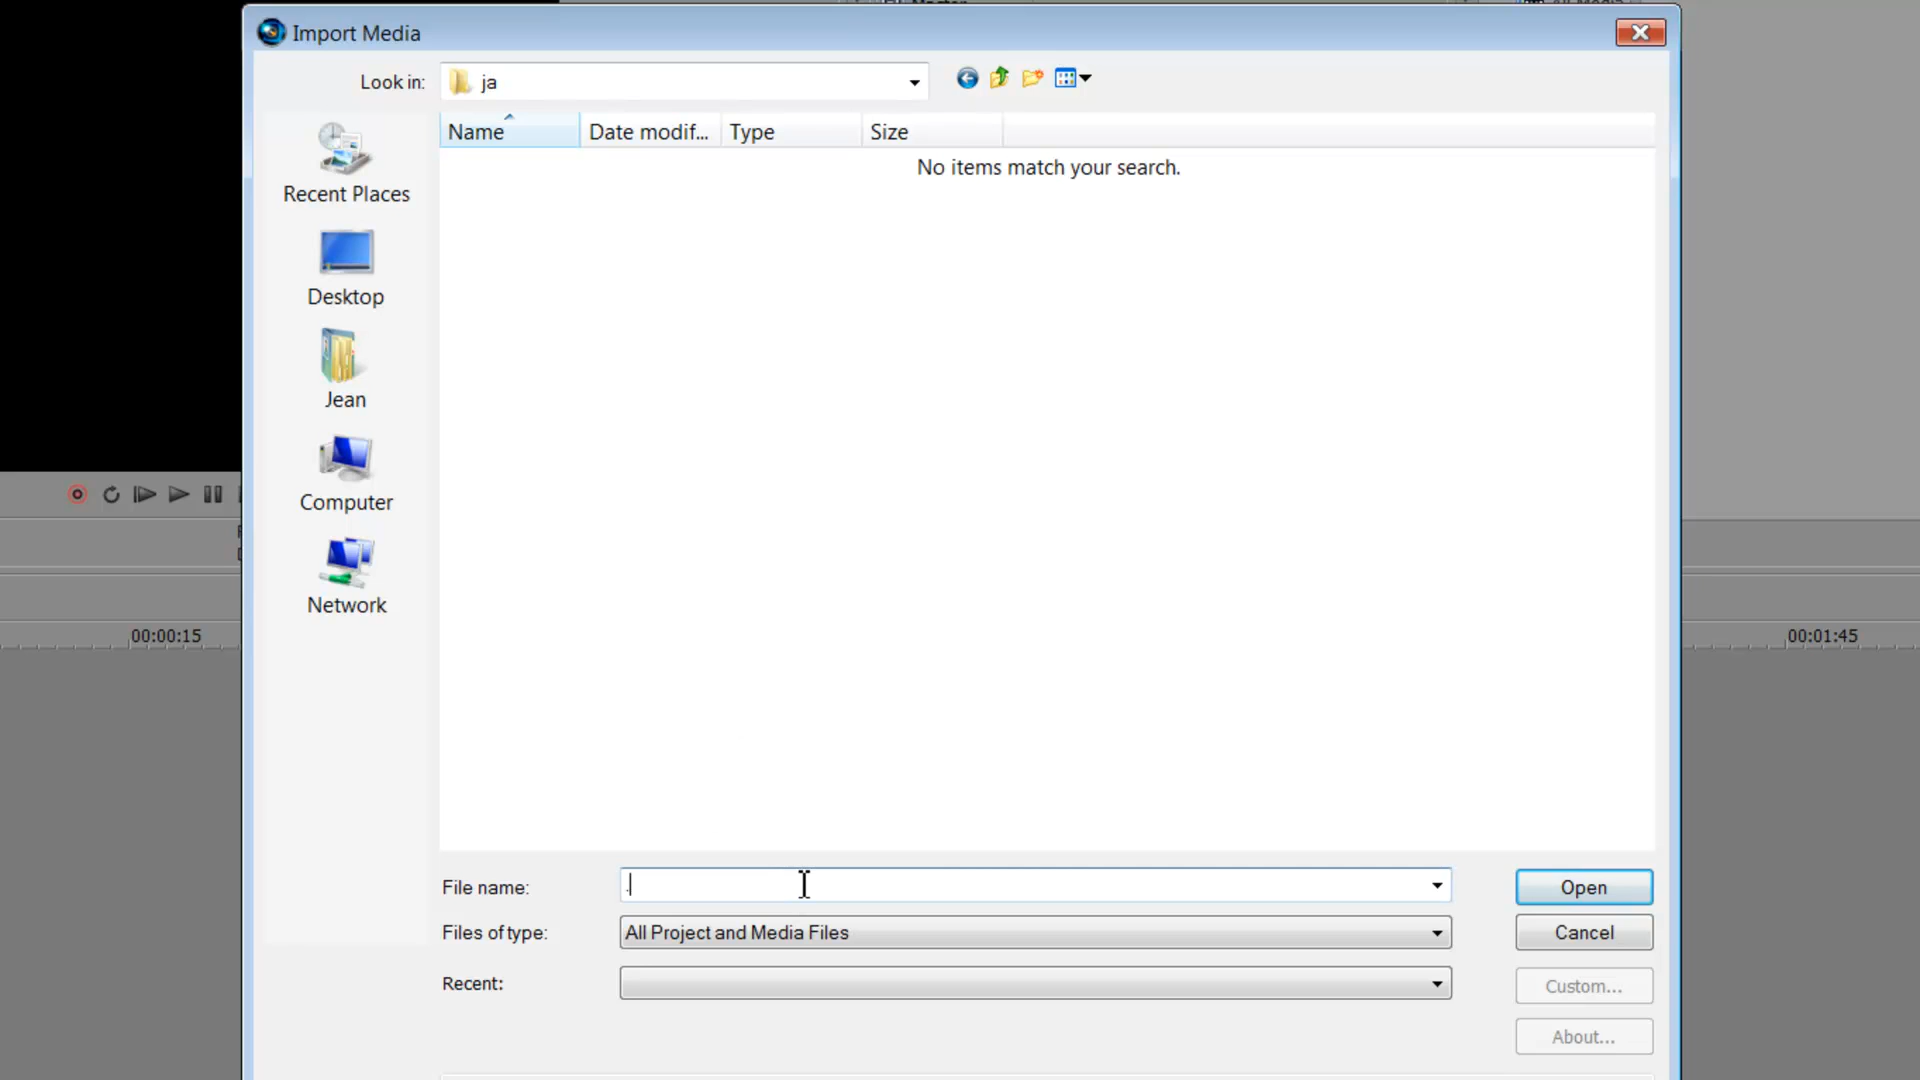 Import Media
Look in:
ja
Name
Date modif...
Type
Size
No items match your search.
Recent Places
Desktop
Jean
Computer
Network
00:00:15
00:01:45
File name:
.
Open
Files of type:
All Project and Media Files
Cancel
Recent:
Custom...
About...